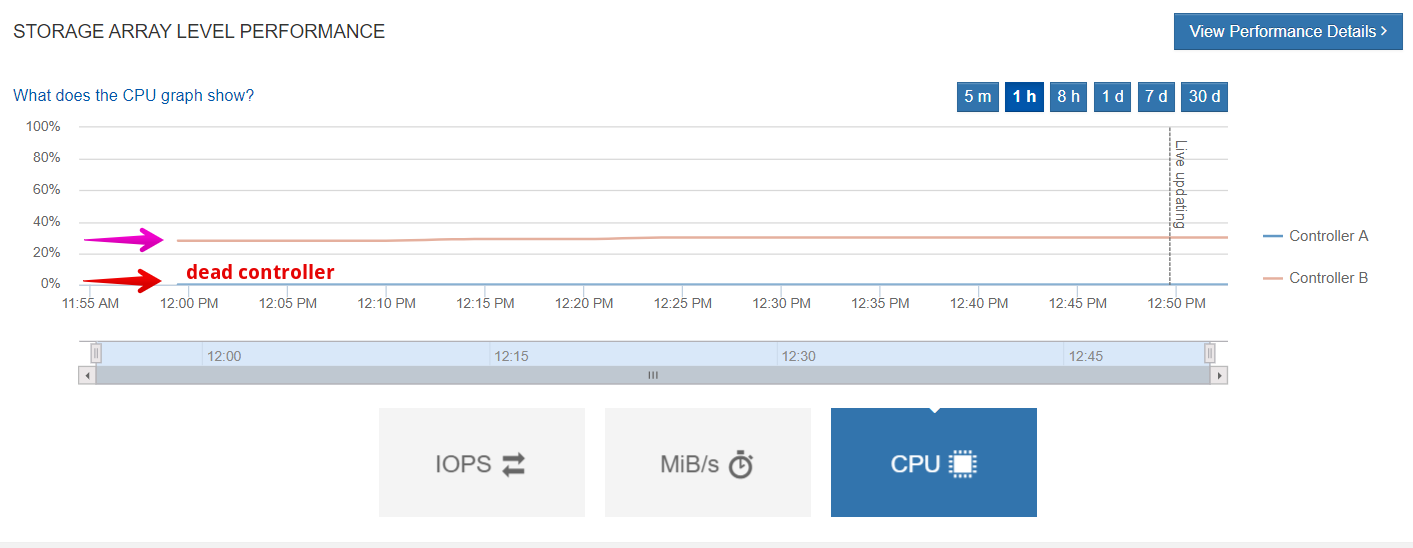 STORAGE ARRAY LEVEL PERFORMANCE
View Performance Details ›
What does the CPU graph show?
5 m 1 h 8 h 1 d 7 d 30 d
100%
80%
60%
40%
20%
0%
Live updating
dead controller
Controller A
Controller B
11:55 AM 12:00 PM 12:05 PM 12:10 PM 12:15 PM 12:20 PM 12:25 PM 12:30 PM 12:35 PM 12:40 PM 12:45 PM 12:50 PM
12:00 12:15 12:30 12:45
IOPS MiB/s CPU